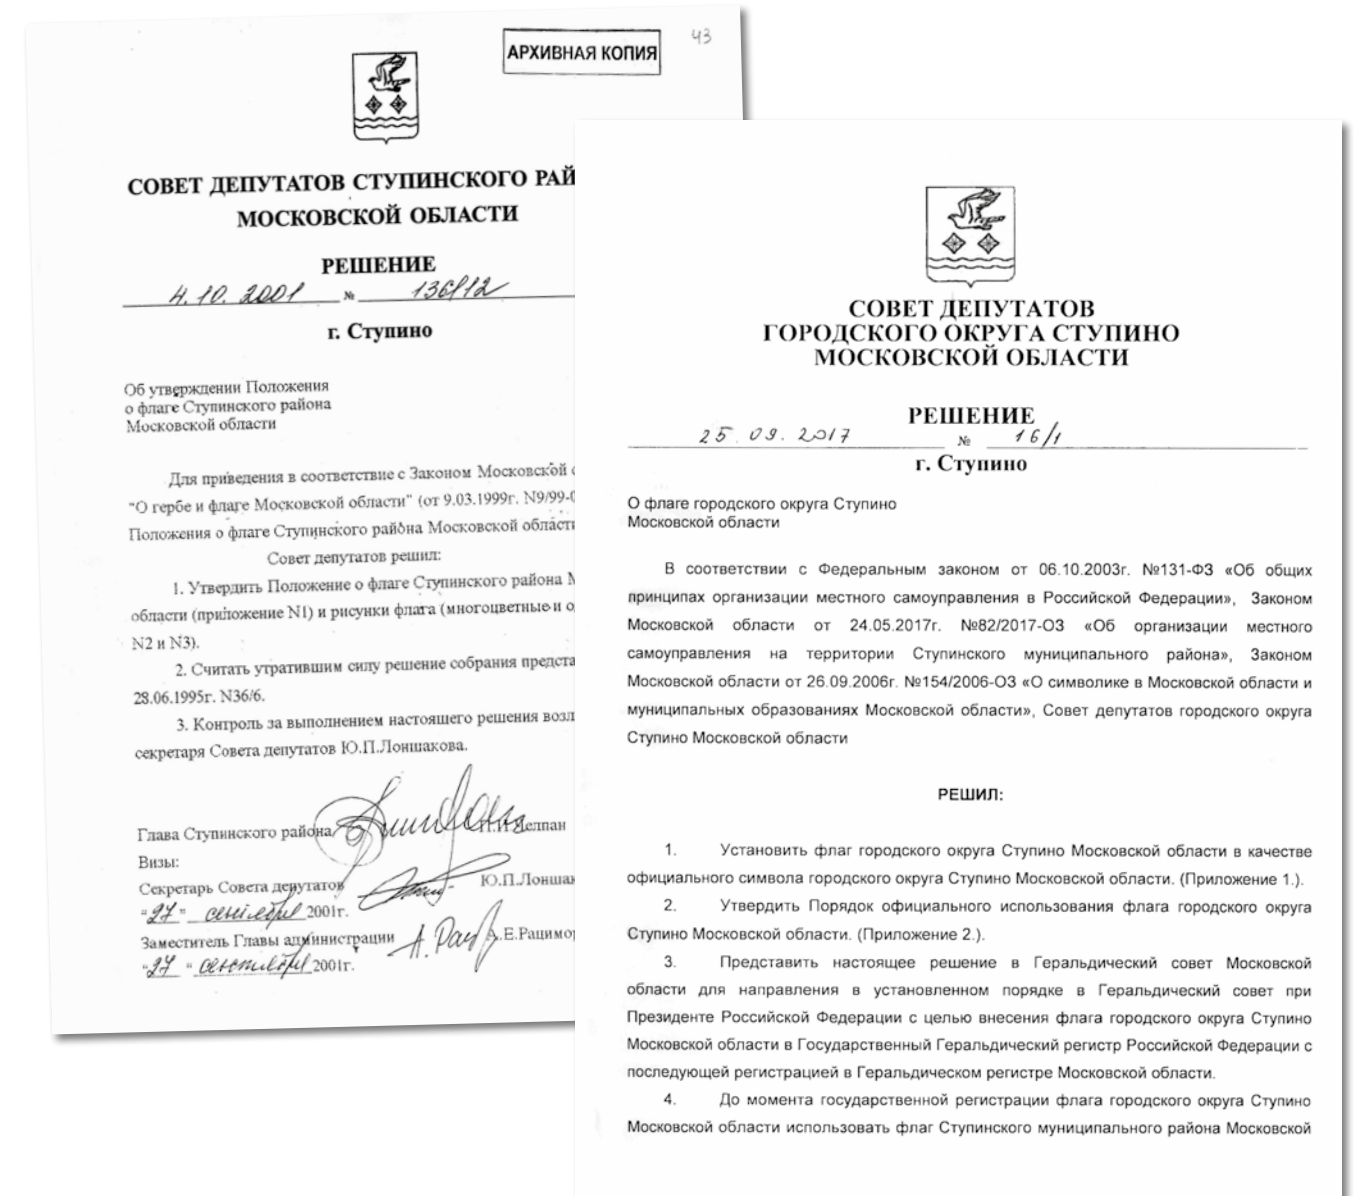 АРХИВНАЯ КОПИЯ
43
СОВЕТ ДЕПУТАТОВ СТУПИНСКОГО РАЙ
МОСКОВСКОЙ ОБЛАСТИ
РЕШЕНИЕ
4.10.2001 № 136/12
г. Ступино
Об утверждении Положения
о флаге Ступинского района
Московской области
Для приведения в соответствие с Законом Московской о
"О гербе и флаге Московской области" (от 9.03.1999г. N9/99-О
Положения о флаге Ступинского района Московской области
Совет депутатов решил:
1. Утвердить Положение о флаге Ступинского района М
области (приложение N1) и рисунки флага (многоцветные и о
N2 и N3).
2. Считать утратившим силу решение собрания предста
28.06.1995г. N36/6.
3. Контроль за выполнением настоящего решения возл
секретаря Совета депутатов Ю.П.Лоншакова.
Глава Ступинского района П.И.Челпан
Визы:
Секретарь Совета депутатов Ю.П.Лонша
"27" сентября 2001г.
Заместитель Главы администрации А.Е.Рацимор
"27" сентября 2001г.
СОВЕТ ДЕПУТАТОВ
ГОРОДСКОГО ОКРУГА СТУПИНО
МОСКОВСКОЙ ОБЛАСТИ
РЕШЕНИЕ
25.09.2017 № 16/1
г. Ступино
О флаге городского округа Ступино
Московской области
В соответствии с Федеральным законом от 06.10.2003г. №131-ФЗ «Об общих
принципах организации местного самоуправления в Российской Федерации», Законом
Московской области от 24.05.2017г. №82/2017-ОЗ «Об организации местного
самоуправления на территории Ступинского муниципального района», Законом
Московской области от 26.09.2006г. №154/2006-ОЗ «О символике в Московской области и
муниципальных образованиях Московской области», Совет депутатов городского округа
Ступино Московской области
РЕШИЛ:
1. Установить флаг городского округа Ступино Московской области в качестве
официального символа городского округа Ступино Московской области. (Приложение 1.).
2. Утвердить Порядок официального использования флага городского округа
Ступино Московской области. (Приложение 2.).
3. Представить настоящее решение в Геральдический совет Московской
области для направления в установленном порядке в Геральдический совет при
Президенте Российской Федерации с целью внесения флага городского округа Ступино
Московской области в Государственный Геральдический регистр Российской Федерации с
последующей регистрацией в Геральдическом регистре Московской области.
4. До момента государственной регистрации флага городского округа Ступино
Московской области использовать флаг Ступинского муниципального района Московской